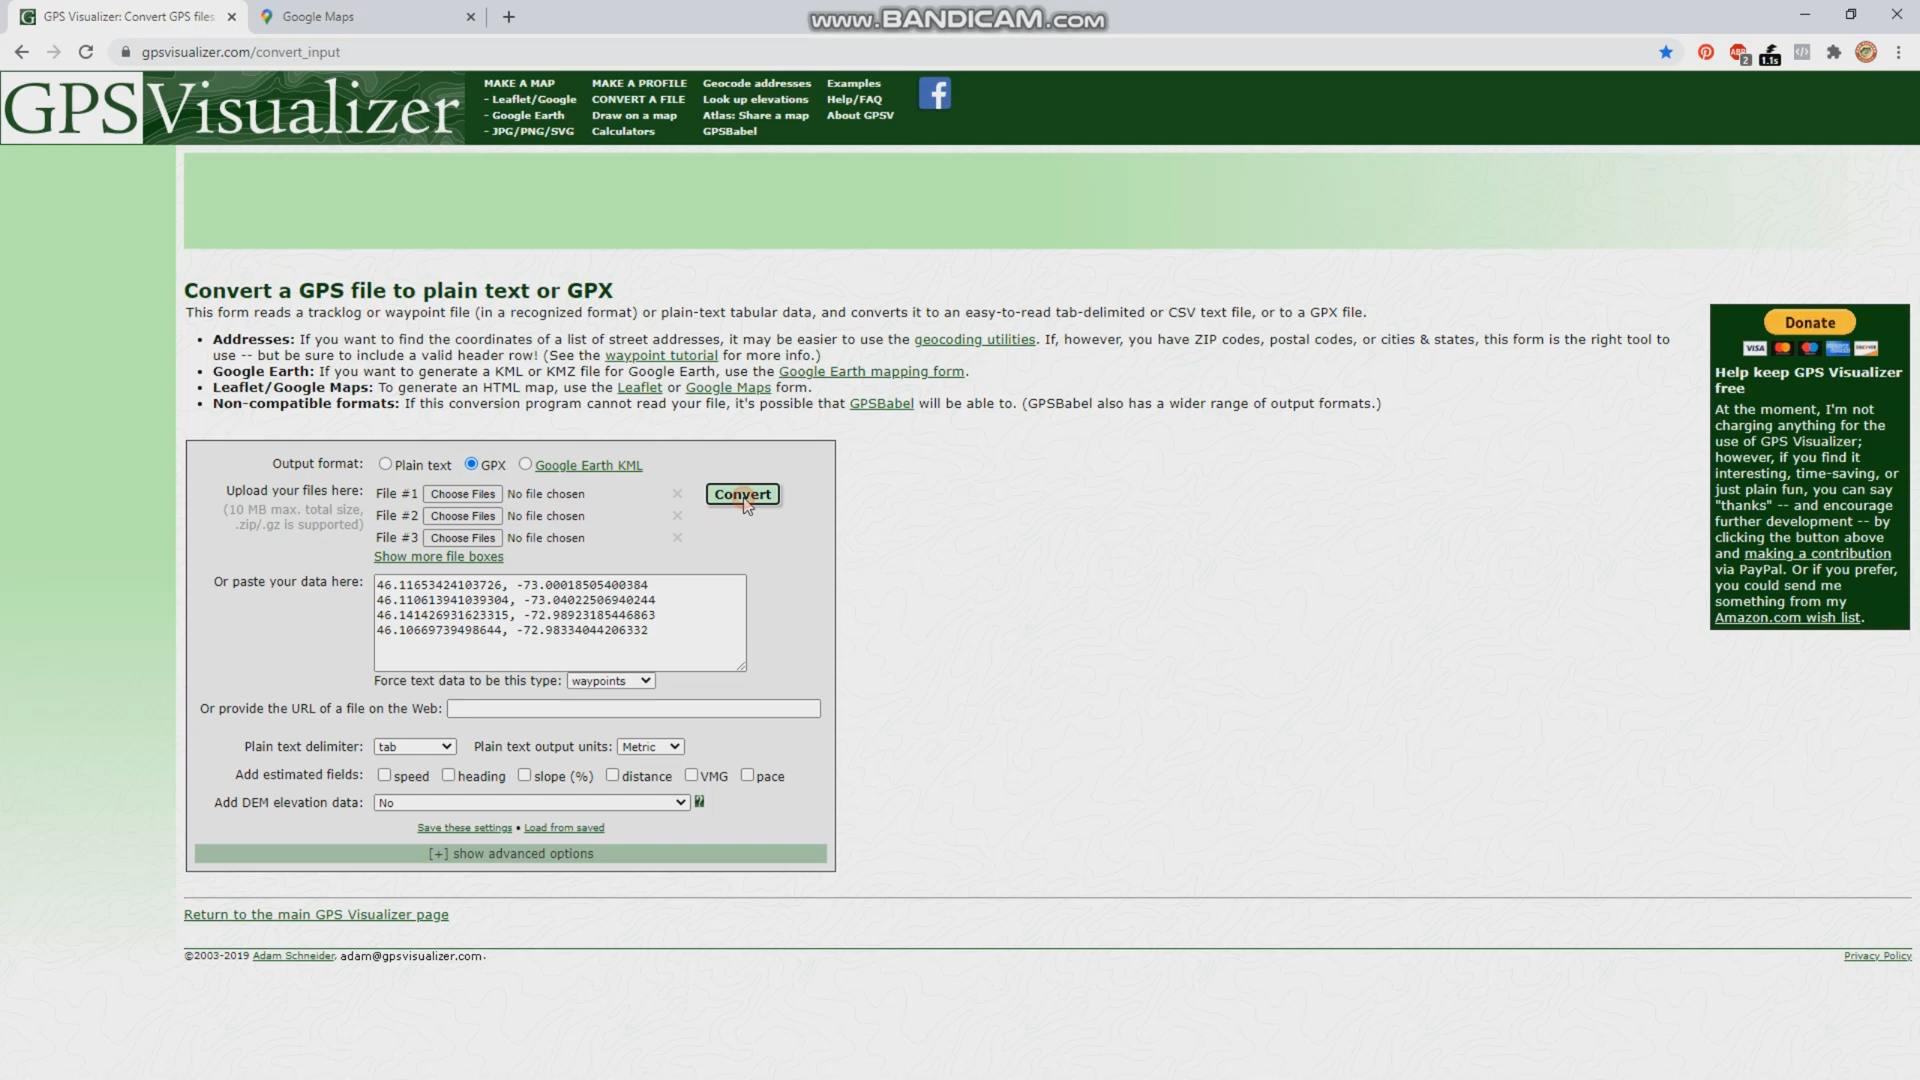 GPS Visualizer: Convert GPS files
Google Maps
www.BANDICAM.com
gpsvisualizer.com/convert_input
ABP
2
1.1s
GPSVisualizer
MAKE A MAP
- Leaflet/Google
- Google Earth
- JPG/PNG/SVG
MAKE A PROFILE
CONVERT A FILE
Draw on a map
Calculators
Geocode addresses
Look up elevations
Atlas: Share a map
GPSBabel
Examples
Help/FAQ
About GPSV
Convert a GPS file to plain text or GPX
This form reads a tracklog or waypoint file (in a recognized format) or plain-text tabular data, and converts it to an easy-to-read tab-delimited or CSV text file, or to a GPX file.
• Addresses: If you want to find the coordinates of a list of street addresses, it may be easier to use the geocoding utilities. If, however, you have ZIP codes, postal codes, or cities & states, this form is the right tool to
use -- but be sure to include a valid header row! (See the waypoint tutorial for more info.)
• Google Earth: If you want to generate a KML or KMZ file for Google Earth, use the Google Earth mapping form.
• Leaflet/Google Maps: To generate an HTML map, use the Leaflet or Google Maps form.
• Non-compatible formats: If this conversion program cannot read your file, it's possible that GPSBabel will be able to. (GPSBabel also has a wider range of output formats.)
Output format: Plain text GPX Google Earth KML
Upload your files here:
(10 MB max. total size,
.zip/.gz is supported)
File #1 Choose Files No file chosen
Convert
File #2 Choose Files No file chosen
File #3 Choose Files No file chosen
Show more file boxes
Or paste your data here:
46.11653424103726, -73.00018505400384
46.110613941039304, -73.04022506940244
46.141426931623315, -72.98923185446863
46.10669739498644, -72.98334044206332
Force text data to be this type: waypoints
Or provide the URL of a file on the Web:
Plain text delimiter: tab Plain text output units: Metric
Add estimated fields: speed heading slope (%) distance VMG pace
Add DEM elevation data: No
Save these settings • Load from saved
[+] show advanced options
Return to the main GPS Visualizer page
©2003-2019 Adam Schneider, adam@gpsvisualizer.com.
Privacy Policy
Donate
VISA
DISCOVER
Help keep GPS Visualizer
free
At the moment, I'm not
charging anything for the
use of GPS Visualizer;
however, if you find it
interesting, time-saving, or
just plain fun, you can say
"thanks" -- and encourage
further development -- by
clicking the button above
and making a contribution
via PayPal. Or if you prefer,
you could send me
something from my
Amazon.com wish list.